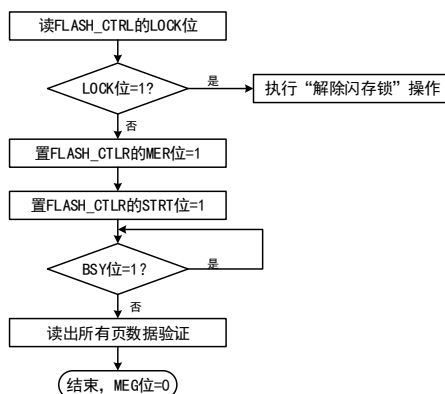 读FLASH_CTRL的LOCK位
LOCK位=1?
是
执行“解除闪存锁”操作
否
置FLASH_CTLR的MER位=1
置FLASH_CTLR的STRT位=1
BSY位=1?
是
否
读出所有页数据验证
结束，MEG位=0